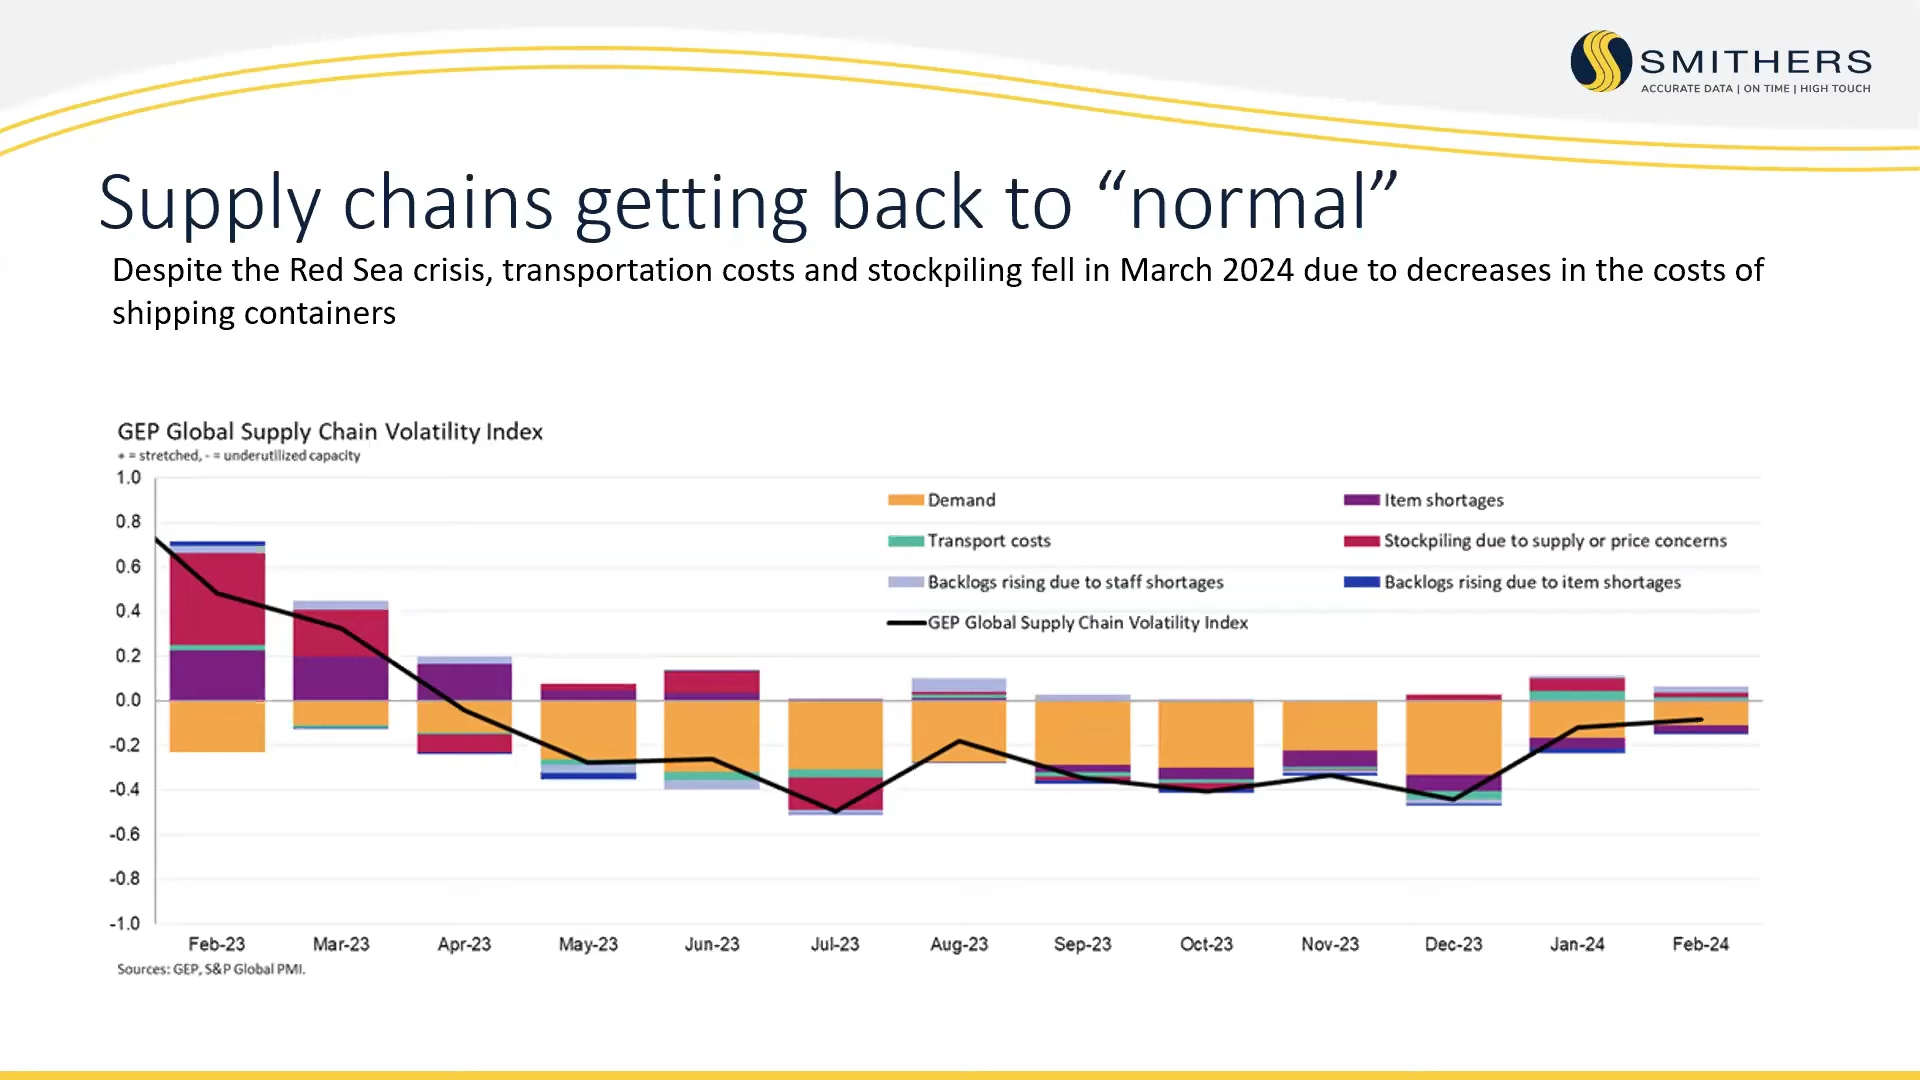 SMITHERS
ACCURATE DATA | ON TIME | HIGH TOUCH
Supply chains getting back to “normal”
Despite the Red Sea crisis, transportation costs and stockpiling fell in March 2024 due to decreases in the costs of
shipping containers
GEP Global Supply Chain Volatility Index
+ = stretched, - = underutilized capacity
1.0
0.8
0.6
0.4
0.2
0.0
-0.2
-0.4
-0.6
-0.8
-1.0
Demand
Item shortages
Transport costs
Stockpiling due to supply or price concerns
Backlogs rising due to staff shortages
Backlogs rising due to item shortages
GEP Global Supply Chain Volatility Index
Feb-23 Mar-23 Apr-23 May-23 Jun-23 Jul-23 Aug-23 Sep-23 Oct-23 Nov-23 Dec-23 Jan-24 Feb-24
Sources: GEP, S&P Global PMI.